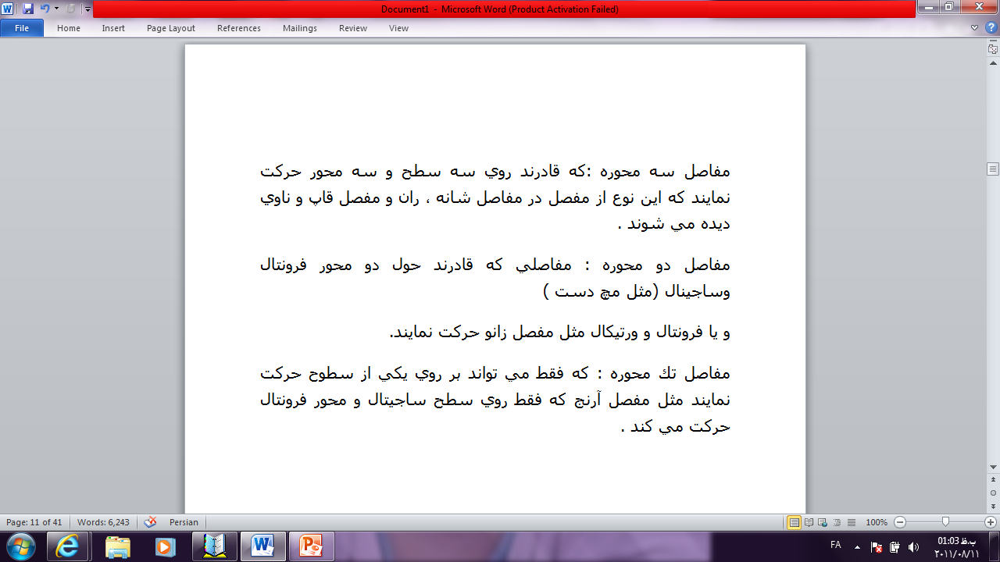 Document1 - Microsoft Word (Product Activation Failed)
File Home Insert Page Layout References Mailings Review View
مفاصل سه محوره :كه قادرند روي سه سطح و سه محور حركت
نمايند كه اين نوع از مفصل در مفاصل شانه ، ران و مفصل قاپ و ناوي
ديده مي شوند .
مفاصل دو محوره : مفاصلي كه قادرند حول دو محور فرونتال
وساجينال (مثل مچ دست )
و يا فرونتال و ورتيكال مثل مفصل زانو حركت نمايند.
مفاصل تك محوره : كه فقط مي تواند بر روي يكي از سطوح حركت
نمايند مثل مفصل آرنج كه فقط روي سطح ساجيتال و محور فرونتال
حركت مي كند .
Page: 11 of 41 Words: 6,243 Persian 100%
FA 01:03 ب.ظ
۲۰۱۱/۰۸/۱۱